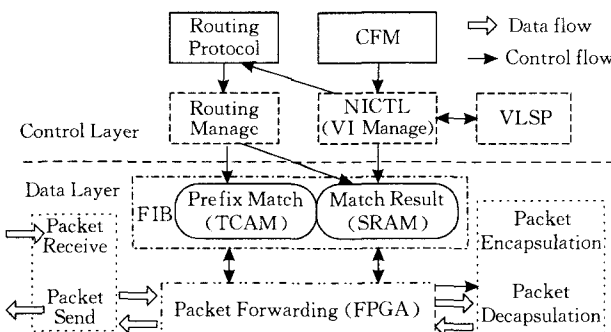 Routing
Protocol
CFM
Data flow
Control flow
Routing
Manage
NICTL
(VI Manage)
VLSP
Control Layer
Data Layer
FIB
Prefix Match
(TCAM)
Match Result
(SRAM)
Packet
Receive
Packet
Encapsulation
Packet
Send
Packet Forwarding (FPGA)
Packet
Decapsulation